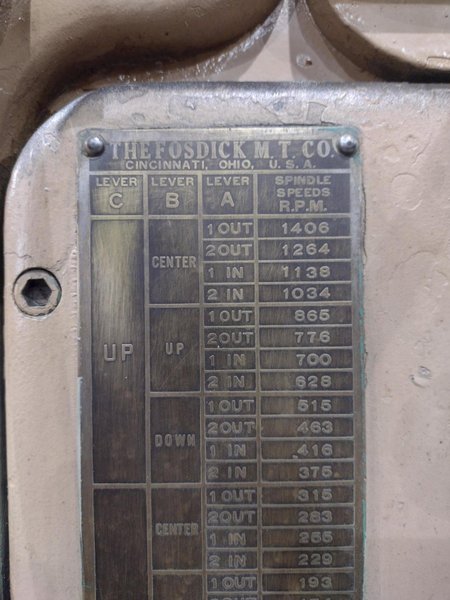 THE FOSDICK M. T. CO.
CINCINNATI, OHIO, U. S. A.
LEVER C LEVER B LEVER A SPINDLE SPEEDS R.P.M.
1 OUT 1406
2 OUT 1264
CENTER
1 IN 1138
2 IN 1034
1 OUT 865
2 OUT 776
UP UP
1 IN 700
2 IN 628
1 OUT 515
2 OUT 463
DOWN
1 IN 416
2 IN 375
1 OUT 315
2 OUT 283
CENTER
1 IN 255
2 IN 229
1 OUT 193